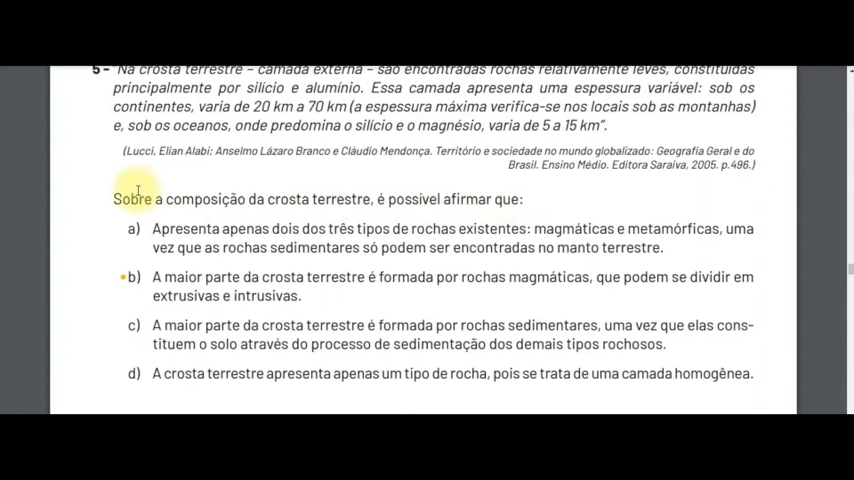 5 - "Na crosta terrestre – camada externa – são encontradas rochas relativamente leves, constituídas
principalmente por silício e alumínio. Essa camada apresenta uma espessura variável: sob os
continentes, varia de 20 km a 70 km (a espessura máxima verifica-se nos locais sob as montanhas)
e, sob os oceanos, onde predomina o silício e o magnésio, varia de 5 a 15 km”.
(Lucci, Elian Alabi; Anselmo Lázaro Branco e Cláudio Mendonça. Território e sociedade no mundo globalizado: Geografia Geral e do
Brasil. Ensino Médio. Editora Saraiva, 2005. p.496.)
Sobre a composição da crosta terrestre, é possível afirmar que:
a) Apresenta apenas dois dos três tipos de rochas existentes: magmáticas e metamórficas, uma
vez que as rochas sedimentares só podem ser encontradas no manto terrestre.
b) A maior parte da crosta terrestre é formada por rochas magmáticas, que podem se dividir em
extrusivas e intrusivas.
c) A maior parte da crosta terrestre é formada por rochas sedimentares, uma vez que elas cons-
tituem o solo através do processo de sedimentação dos demais tipos rochosos.
d) A crosta terrestre apresenta apenas um tipo de rocha, pois se trata de uma camada homogênea.